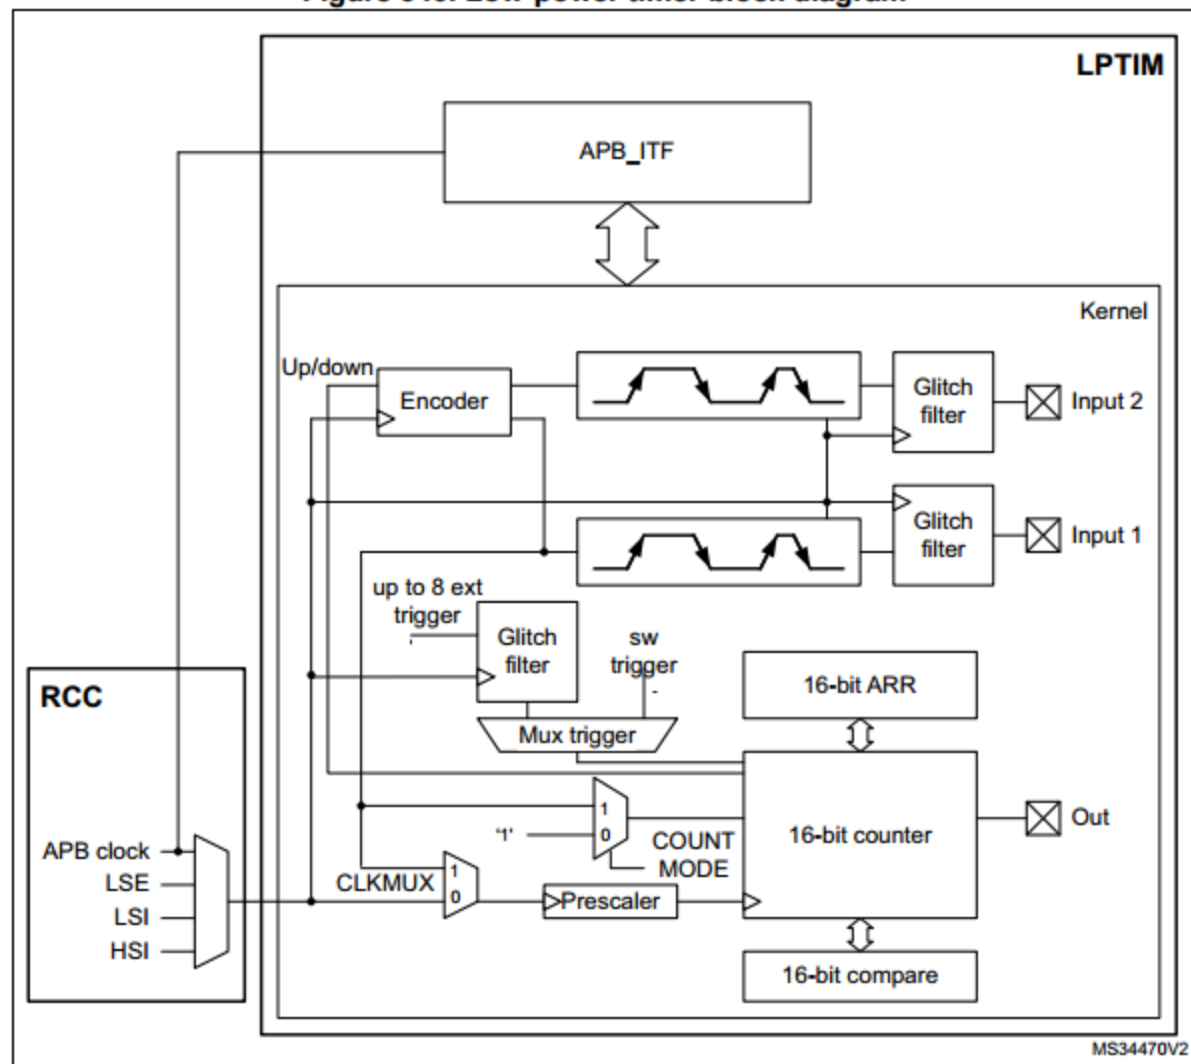 LPTIM
APB_ITF
Kernel
Up/down
Encoder
Glitch
filter
Input 2
Glitch
filter
Input 1
up to 8 ext
trigger
Glitch
filter
sw
trigger
16-bit ARR
RCC
Mux trigger
1
'1'
0
COUNT
MODE
16-bit counter
Out
APB clock
LSE
LSI
HSI
CLKMUX
1
0
Prescaler
16-bit compare
MS34470V2